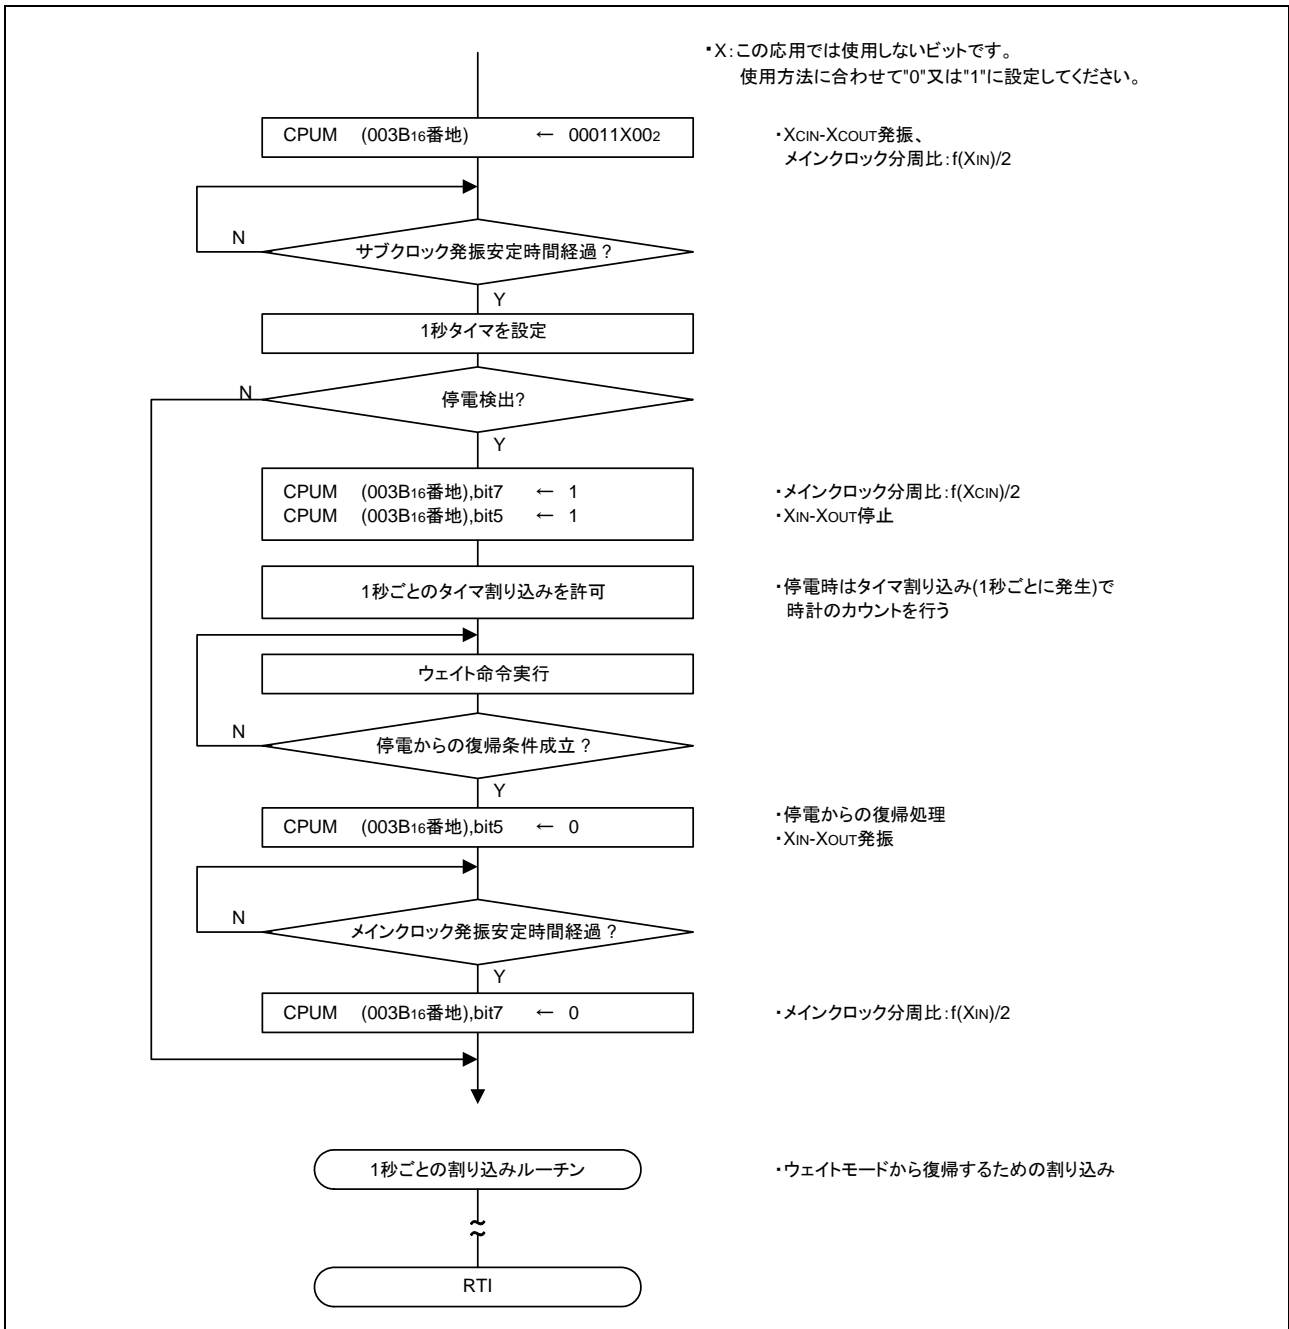 ・X：この応用では使用しないビットです。
使用方法に合わせて"0"又は"1"に設定してください。
CPUM (003B16番地) ← 00011X002
・XCIN-XCOUT発振、
メインクロック分周比：f(XIN)/2
N
サブクロック発振安定時間経過？
Y
1秒タイマを設定
N
停電検出?
Y
CPUM (003B16番地),bit7 ← 1
・メインクロック分周比：f(XCIN)/2
CPUM (003B16番地),bit5 ← 1
・XIN-XOUT停止
1秒ごとのタイマ割り込みを許可
・停電時はタイマ割り込み(1秒ごとに発生)で
時計のカウントを行う
ウェイト命令実行
N
停電からの復帰条件成立？
Y
CPUM (003B16番地),bit5 ← 0
・停電からの復帰処理
・XIN-XOUT発振
N
メインクロック発振安定時間経過？
Y
CPUM (003B16番地),bit7 ← 0
・メインクロック分周比：f(XIN)/2
1秒ごとの割り込みルーチン
・ウェイトモードから復帰するための割り込み
RTI